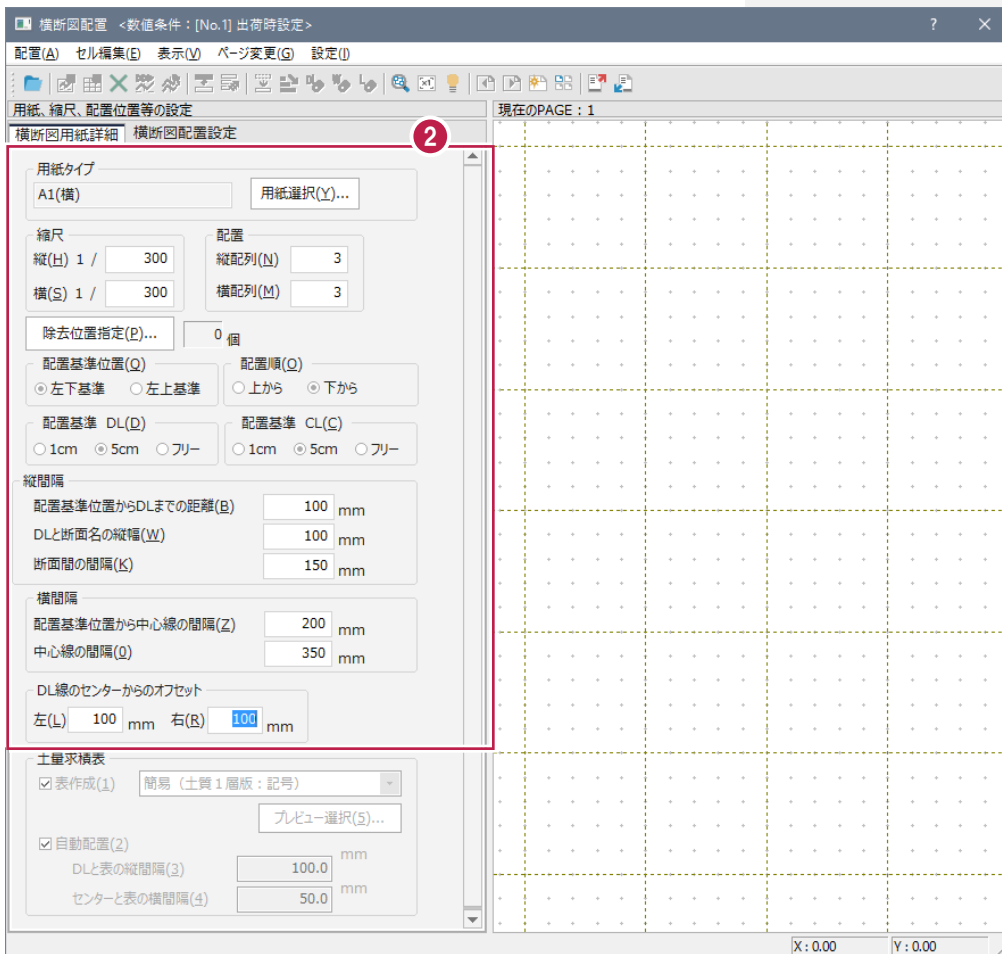 横断図配置 <数値条件：[No.1] 出荷時設定>
? ×
配置(A) セル編集(E) 表示(V) ページ変更(G) 設定(I)
用紙、縮尺、配置位置等の設定
現在のPAGE : 1
横断図用紙詳細 横断図配置設定
2
用紙タイプ
A1(横) 用紙選択(Y)...
縮尺 配置
縦(H) 1 / 300 縦配列(N) 3
横(S) 1 / 300 横配列(M) 3
除去位置指定(P)... 0 個
配置基準位置(Q) 配置順(O)
左下基準 左上基準 上から 下から
配置基準 DL(D) 配置基準 CL(C)
1cm 5cm フリー 1cm 5cm フリー
縦間隔
配置基準位置からDLまでの距離(B) 100 mm
DLと断面名の縦幅(W) 100 mm
断面間の間隔(K) 150 mm
横間隔
配置基準位置から中心線の間隔(Z) 200 mm
中心線の間隔(0) 350 mm
DL線のセンターからのオフセット
左(L) 100 mm 右(R) 100 mm
土量求積表
表作成(1) 簡易（土質１層版：記号）
プレビュー選択(5)...
自動配置(2)
DLと表の縦間隔(3) 100.0 mm
センターと表の横間隔(4) 50.0 mm
X : 0.00 Y : 0.00